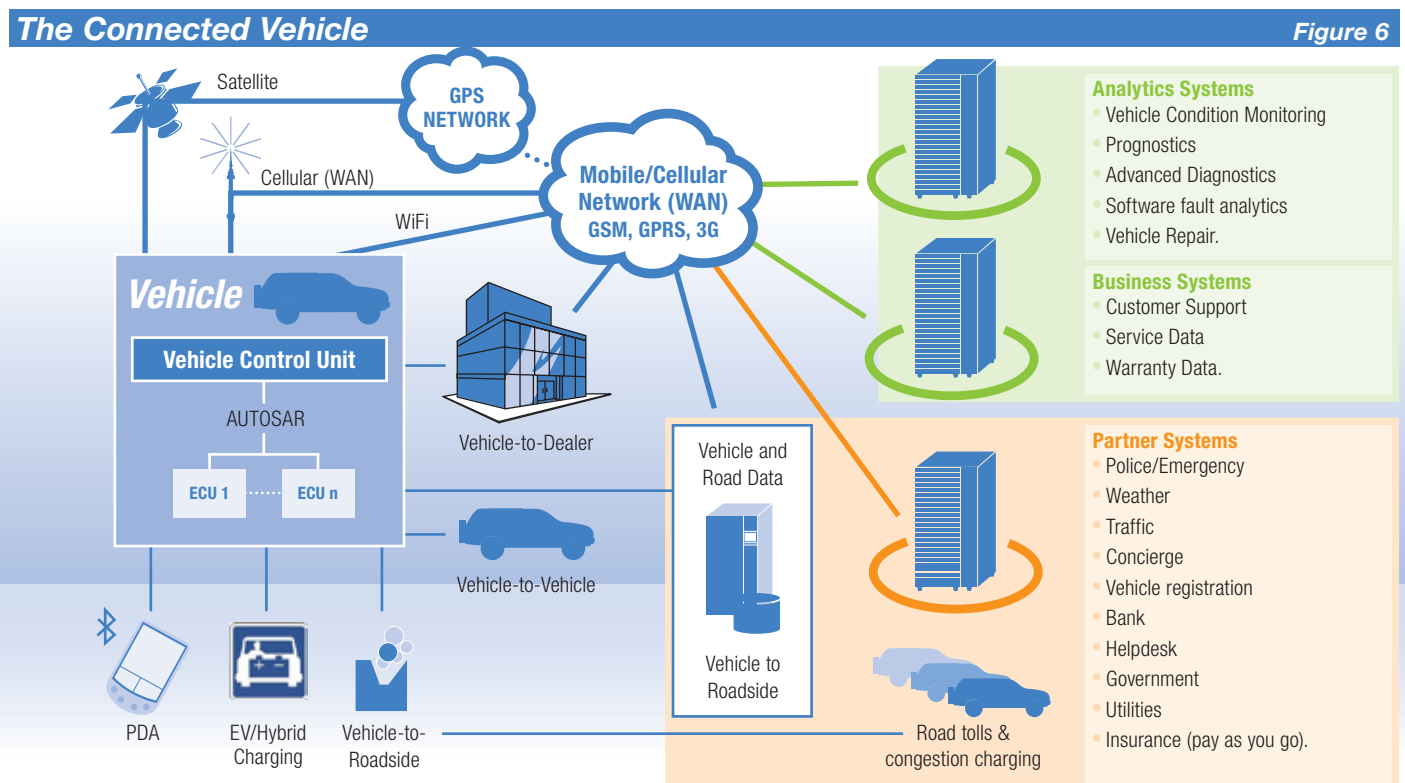 The Connected Vehicle
Figure 6
Satellite
GPS
NETWORK
Cellular (WAN)
WiFi
Mobile/Cellular
Network (WAN)
GSM, GPRS, 3G
Vehicle
Vehicle Control Unit
AUTOSAR
ECU 1
ECU n
Vehicle-to-Dealer
Vehicle-to-Vehicle
PDA
EV/Hybrid
Charging
Vehicle-to-
Roadside
Vehicle and
Road Data
Vehicle to
Roadside
Road tolls &
congestion charging
Analytics Systems
• Vehicle Condition Monitoring
• Prognostics
• Advanced Diagnostics
• Software fault analytics
• Vehicle Repair.
Business Systems
• Customer Support
• Service Data
• Warranty Data.
Partner Systems
• Police/Emergency
• Weather
• Traffic
• Concierge
• Vehicle registration
• Bank
• Helpdesk
• Government
• Utilities
• Insurance (pay as you go).